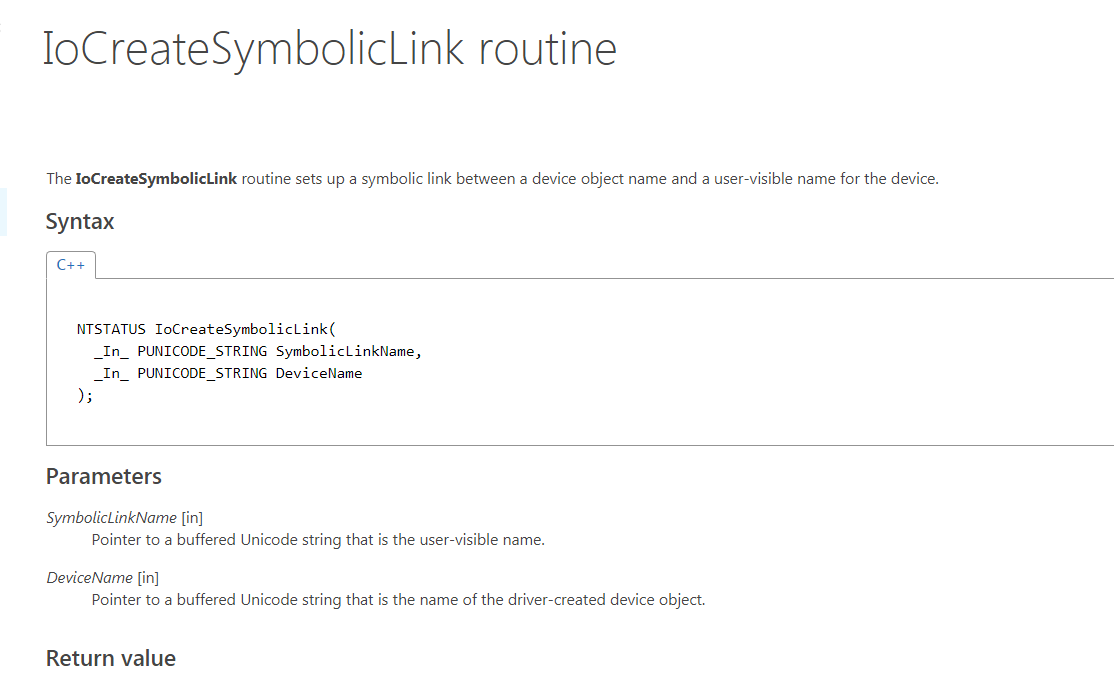 IoCreateSymbolicLink routine
The IoCreateSymbolicLink routine sets up a symbolic link between a device object name and a user-visible name for the device.
Syntax
C++
NTSTATUS IoCreateSymbolicLink(
  _In_ PUNICODE_STRING SymbolicLinkName,
  _In_ PUNICODE_STRING DeviceName
);
Parameters
SymbolicLinkName [in]
Pointer to a buffered Unicode string that is the user-visible name.
DeviceName [in]
Pointer to a buffered Unicode string that is the name of the driver-created device object.
Return value